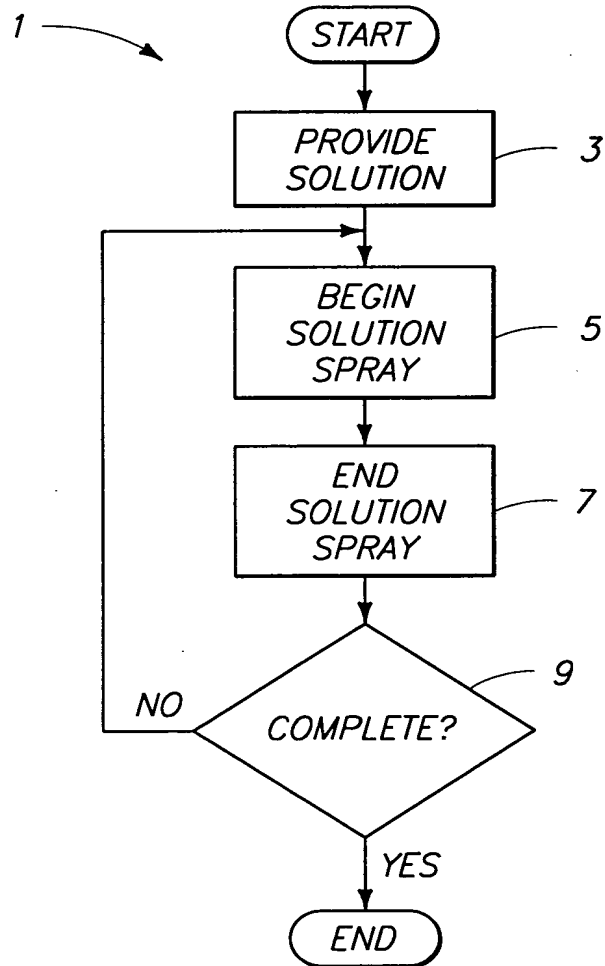 1
START
PROVIDE
SOLUTION
3
BEGIN
SOLUTION
SPRAY
5
END
SOLUTION
SPRAY
7
9
NO
COMPLETE?
YES
END